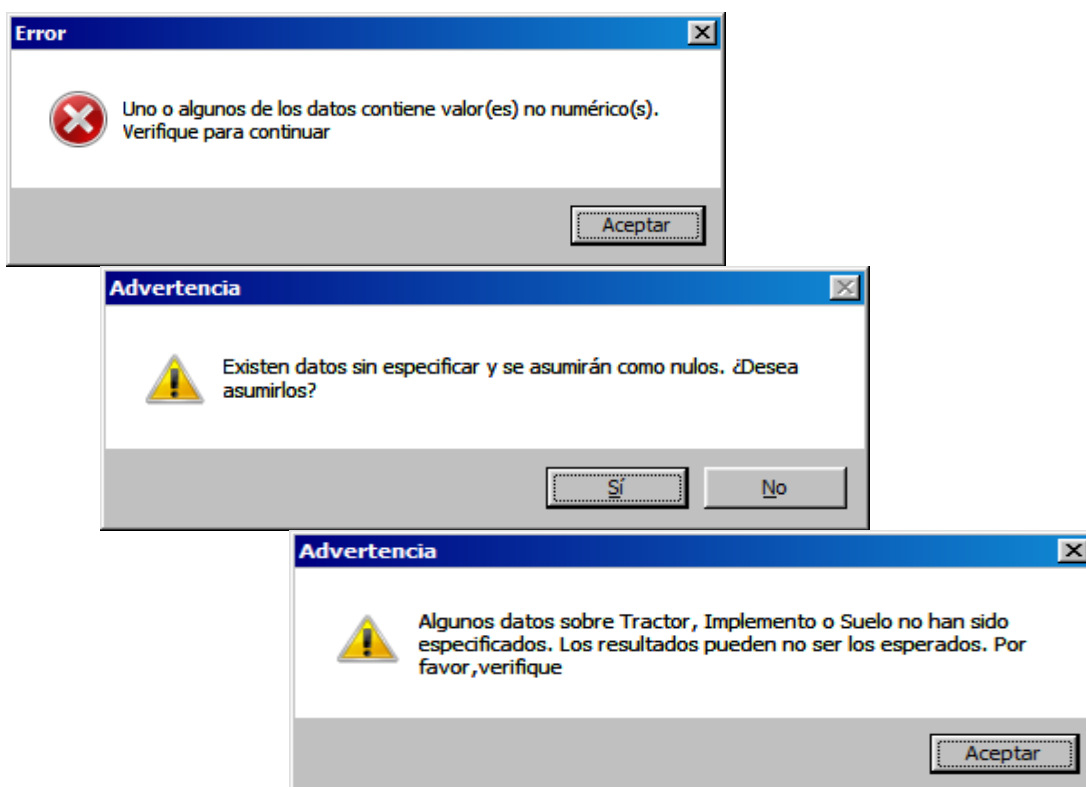 Error
Uno o algunos de los datos contiene valor(es) no numérico(s).
Verifique para continuar
Aceptar
Advertencia
Existen datos sin especificar y se asumirán como nulos. ¿Desea
asumirlos?
Sí
No
Advertencia
Algunos datos sobre Tractor, Implemento o Suelo no han sido
especificados. Los resultados pueden no ser los esperados. Por
favor,verifique
Aceptar